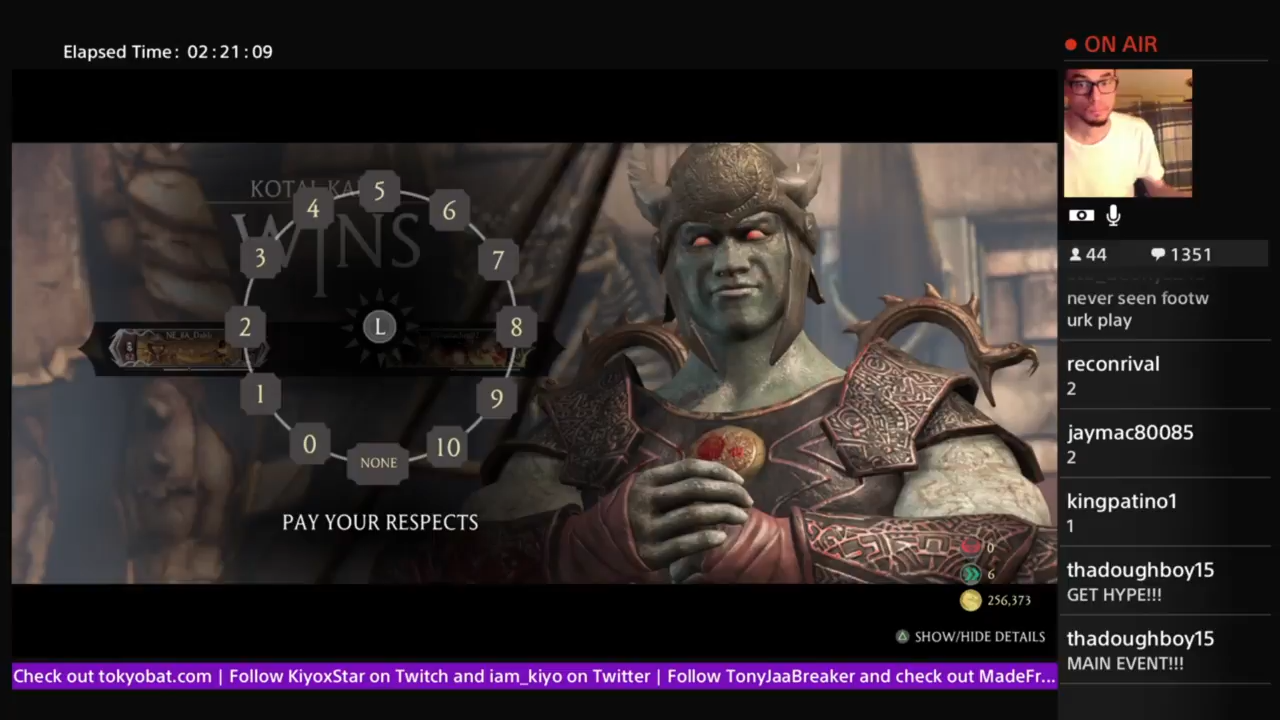 Elapsed Time: 02:21:09
ON AIR
44 1351
never seen footw
urk play
reconrival
2
jaymac80085
2
kingpatino1
1
thadoughboy15
GET HYPE!!!
thadoughboy15
MAIN EVENT!!!
KOTAL KA
WINS
5
4
6
3
7
2
L
8
1
9
0
10
NONE
PAY YOUR RESPECTS
0
6
256,373
SHOW/HIDE DETAILS
Check out tokyobat.com | Follow KiyoxStar on Twitch and iam_kiyo on Twitter | Follow TonyJaaBreaker and check out MadeFr...